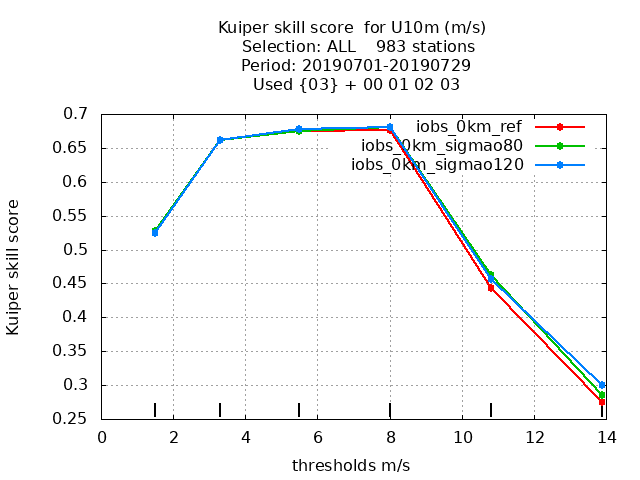 Kuiper skill score  for U10m (m/s)
Selection: ALL    983 stations
Period: 20190701-20190729
Used {03} + 00 01 02 03
iobs_0km_ref
iobs_0km_sigmao80
iobs_0km_sigmao120
Kuiper skill score
0.7
0.65
0.6
0.55
0.5
0.45
0.4
0.35
0.3
0.25
0 2 4 6 8 10 12 14
thresholds m/s